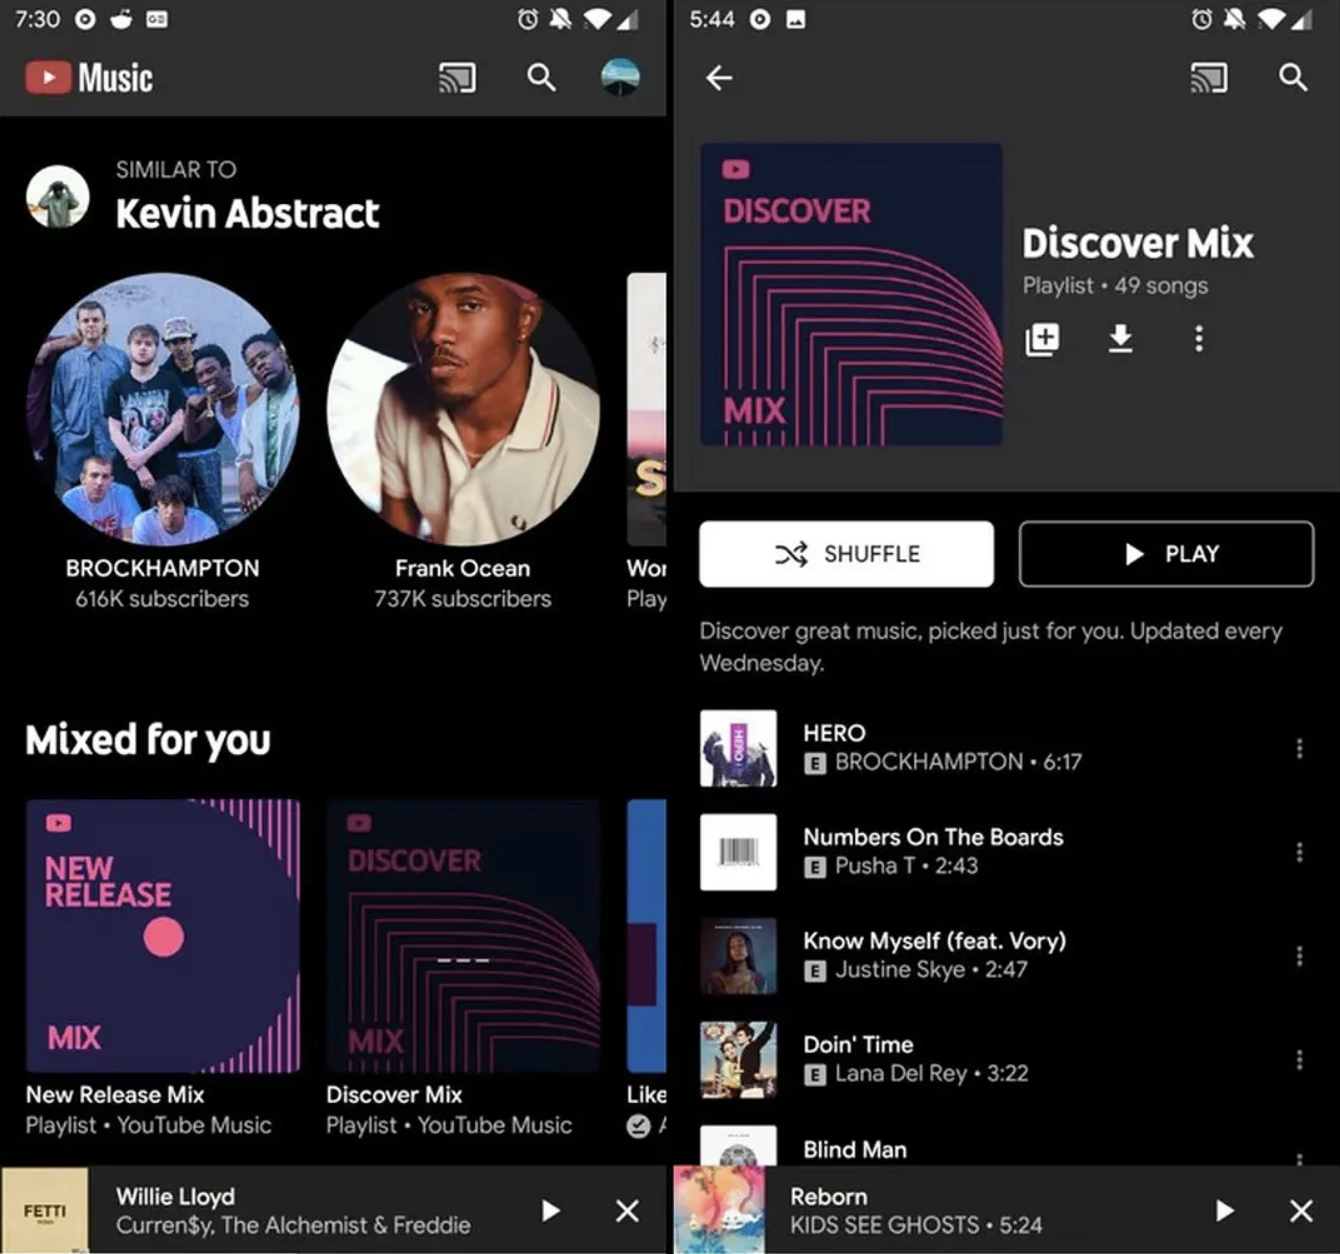 7:30
Music
SIMILAR TO
Kevin Abstract
BROCKHAMPTON
616K subscribers
Frank Ocean
737K subscribers
Wor
Play
Mixed for you
NEW
RELEASE
MIX
New Release Mix
Playlist • YouTube Music
DISCOVER
MIX
Discover Mix
Playlist • YouTube Music
Like
FETTI
Willie Lloyd
Curren$y, The Alchemist & Freddie
5:44
DISCOVER
MIX
Discover Mix
Playlist • 49 songs
SHUFFLE
PLAY
Discover great music, picked just for you. Updated every
Wednesday.
HERO
HERO
E BROCKHAMPTON • 6:17
Numbers On The Boards
E Pusha T • 2:43
Know Myself (feat. Vory)
E Justine Skye • 2:47
Doin' Time
E Lana Del Rey • 3:22
Blind Man
Reborn
KIDS SEE GHOSTS • 5:24